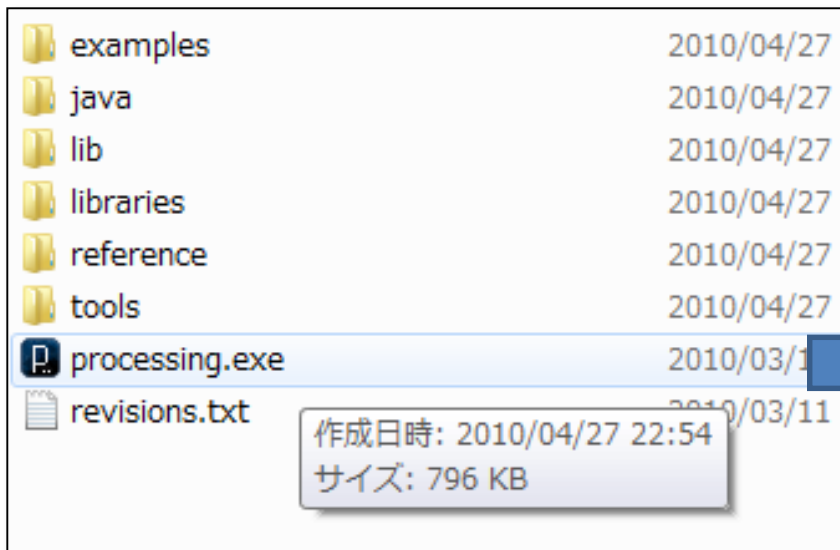 examples 2010/04/27
java 2010/04/27
lib 2010/04/27
libraries 2010/04/27
reference 2010/04/27
tools 2010/04/27
processing.exe 2010/03/1
revisions.txt /03/11
作成日時: 2010/04/27 22:54
サイズ: 796 KB